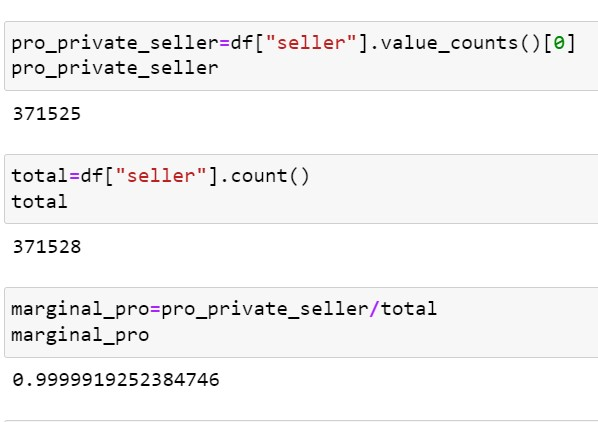 pro_private_seller=df["seller"].value_counts()[0]
pro_private_seller
371525
total=df["seller"].count()
total
371528
marginal_pro=pro_private_seller/total
marginal_pro
0.9999919252384746